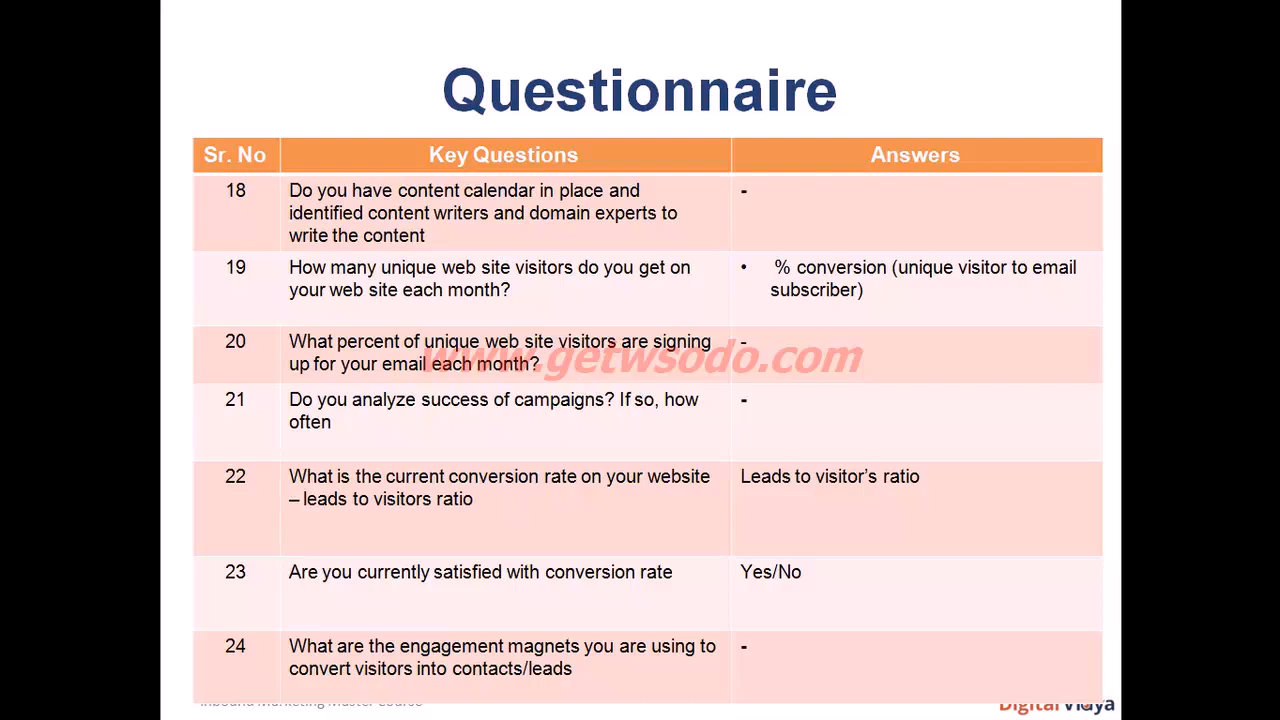 Questionnaire
Sr. No Key Questions Answers
18 Do you have content calendar in place and -
identified content writers and domain experts to
write the content
19 How many unique web site visitors do you get on • % conversion (unique visitor to email
your web site each month? subscriber)
20 What percent of unique web site visitors are signing -
up for your email each month?
www.getwsodo.com
21 Do you analyze success of campaigns? If so, how -
often
22 What is the current conversion rate on your website Leads to visitor’s ratio
– leads to visitors ratio
23 Are you currently satisfied with conversion rate Yes/No
24 What are the engagement magnets you are using to -
convert visitors into contacts/leads
Inbound Marketing Master Course Digital Vidya